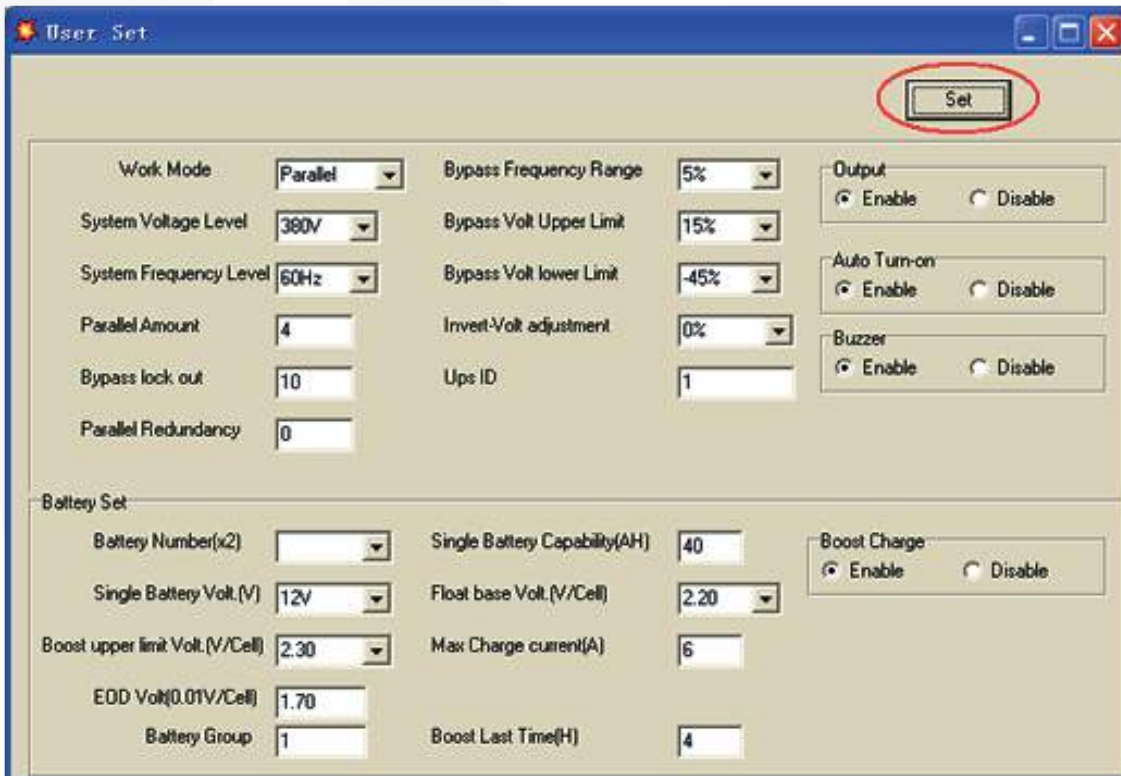 User Set
Set
Work Mode Parallel Bypass Frequency Range 5% Output
Enable Disable
System Voltage Level 380V Bypass Volt Upper Limit 15%
System Frequency Level 60Hz Bypass Volt lower Limit -45% Auto Turn-on
Enable Disable
Parallel Amount 4 Invert-Volt adjustment 0% Buzzer
Enable Disable
Bypass lock out 10 Ups ID 1
Parallel Redundancy 0
Battery Set
Battery Number(x2) Single Battery Capability(AH) 40 Boost Charge
Enable Disable
Single Battery Volt.(V) 12V Float base Volt.(V/Cell) 2.20
Boost upper limit Volt.(V/Cell) 2.30 Max Charge current(A) 6
EOD Volt(0.01V/Cell) 1.70
Battery Group 1 Boost Last Time(H) 4